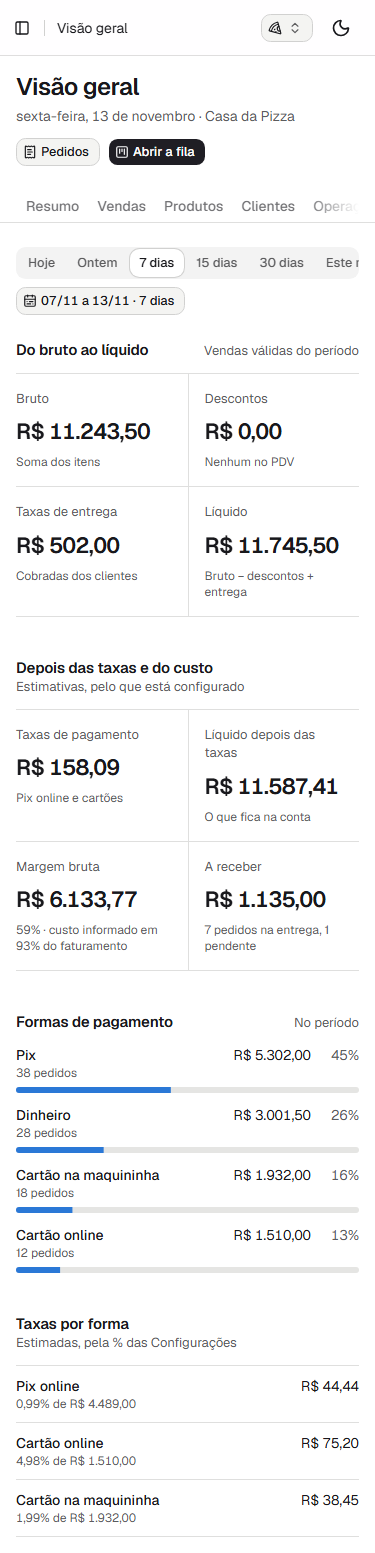 Visão geral
Visão geral
sexta-feira, 13 de novembro · Casa da Pizza
Pedidos
Abrir a fila
Resumo Vendas Produtos Clientes Opera
Hoje Ontem 7 dias 15 dias 30 dias Este
07/11 a 13/11 · 7 dias
Do bruto ao líquido Vendas válidas do período
Bruto
R$ 11.243,50
Soma dos itens
Descontos
R$ 0,00
Nenhum no PDV
Taxas de entrega
R$ 502,00
Cobradas dos clientes
Líquido
R$ 11.745,50
Bruto – descontos +
entrega
Depois das taxas e do custo
Estimativas, pelo que está configurado
Taxas de pagamento
R$ 158,09
Pix online e cartões
Líquido depois das
taxas
R$ 11.587,41
O que fica na conta
Margem bruta
R$ 6.133,77
59% · custo informado em
93% do faturamento
A receber
R$ 1.135,00
7 pedidos na entrega, 1
pendente
Formas de pagamento No período
Pix R$ 5.302,00 45%
38 pedidos
Dinheiro R$ 3.001,50 26%
28 pedidos
Cartão na maquininha R$ 1.932,00 16%
18 pedidos
Cartão online R$ 1.510,00 13%
12 pedidos
Taxas por forma
Estimadas, pela % das Configurações
Pix online R$ 44,44
0,99% de R$ 4.489,00
Cartão online R$ 75,20
4,98% de R$ 1.510,00
Cartão na maquininha R$ 38,45
1,99% de R$ 1.932,00